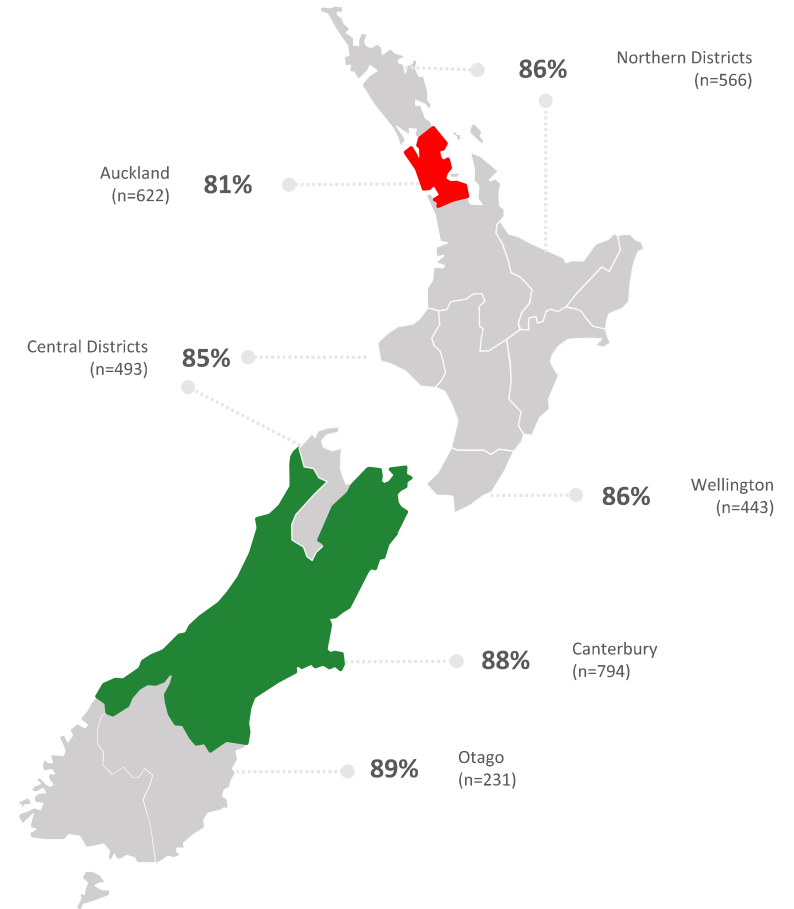 86%
Northern Districts
(n=566)
Auckland
(n=622)
81%
Central Districts
(n=493)
85%
86%
Wellington
(n=443)
88%
Canterbury
(n=794)
89%
Otago
(n=231)